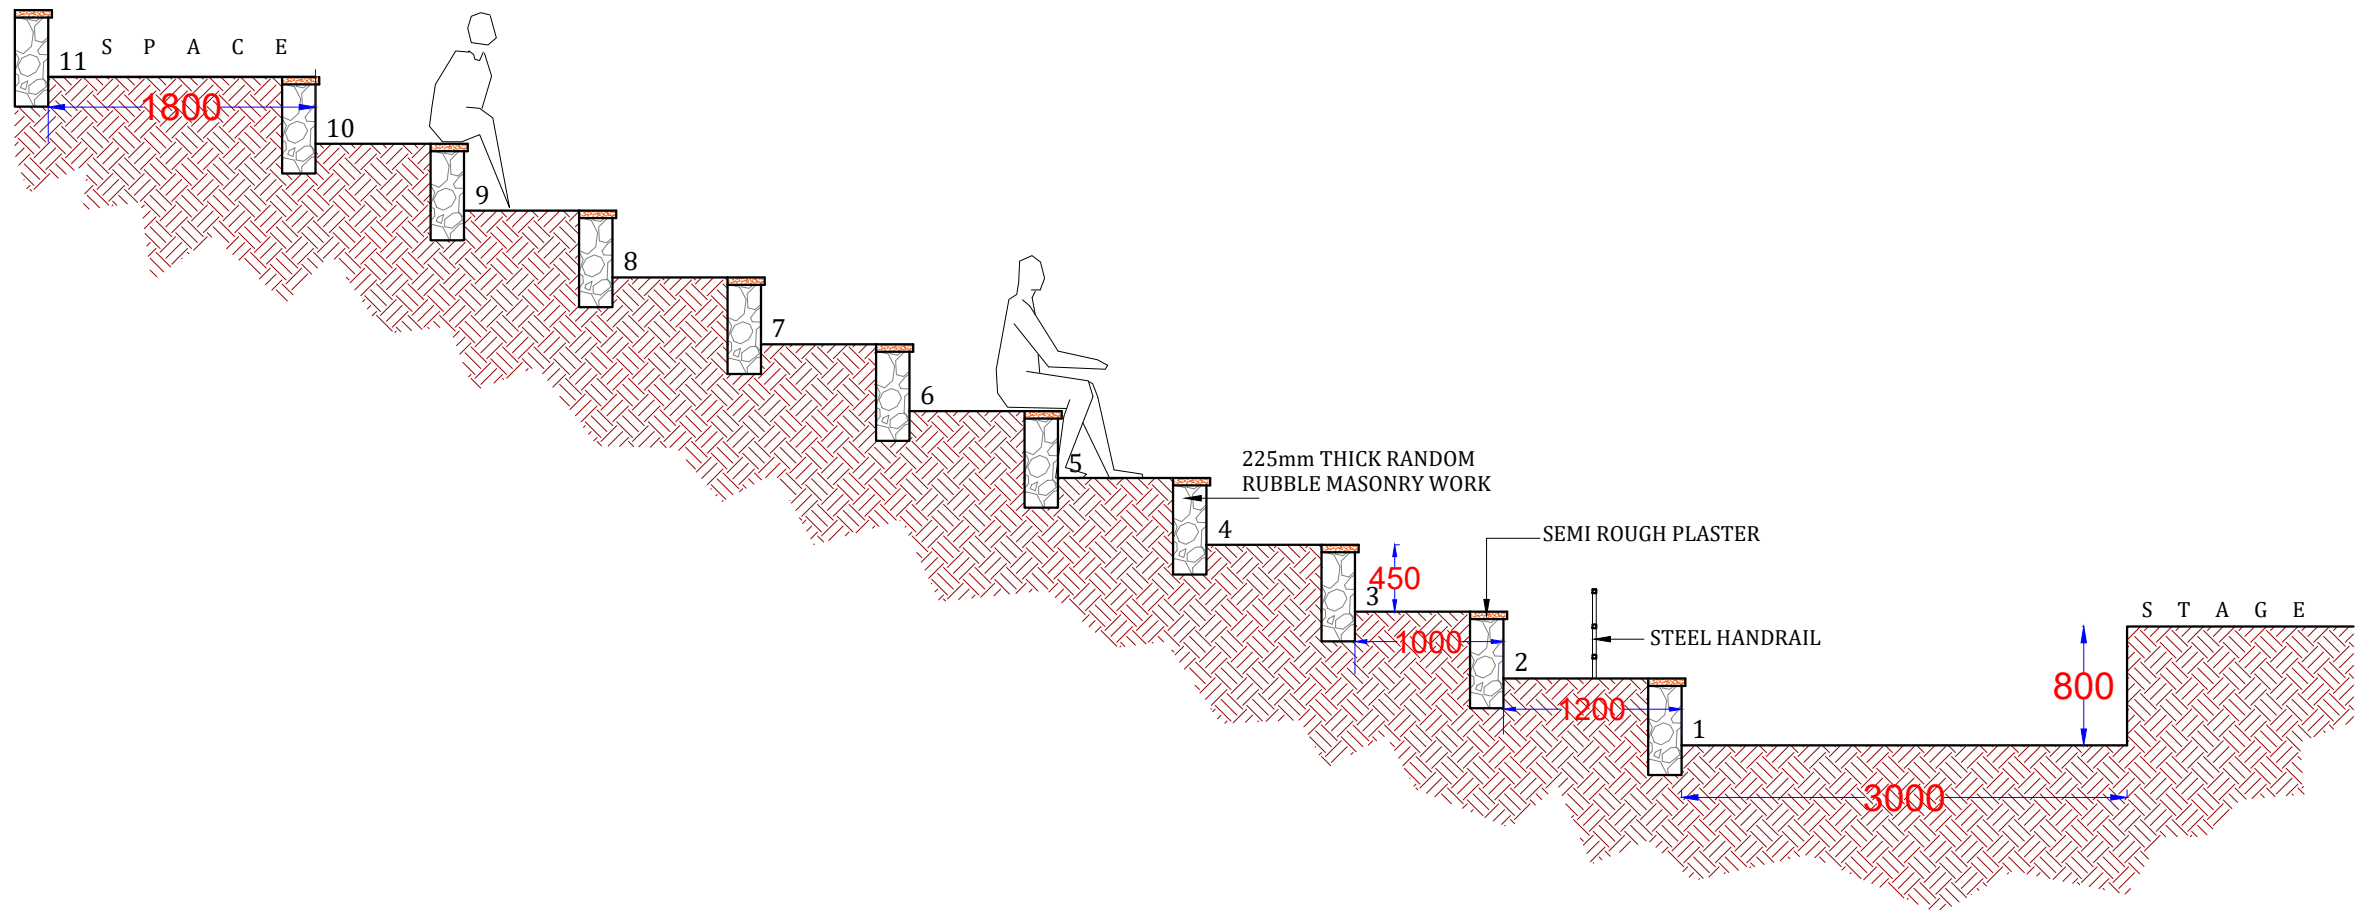 11 S P A C E
1800
10
9
8
7
6
5
225mm THICK RANDOM
RUBBLE MASONRY WORK
4
SEMI ROUGH PLASTER
450
3
1000
STEEL HANDRAIL
2
1200
1
3000
S T A G E
800